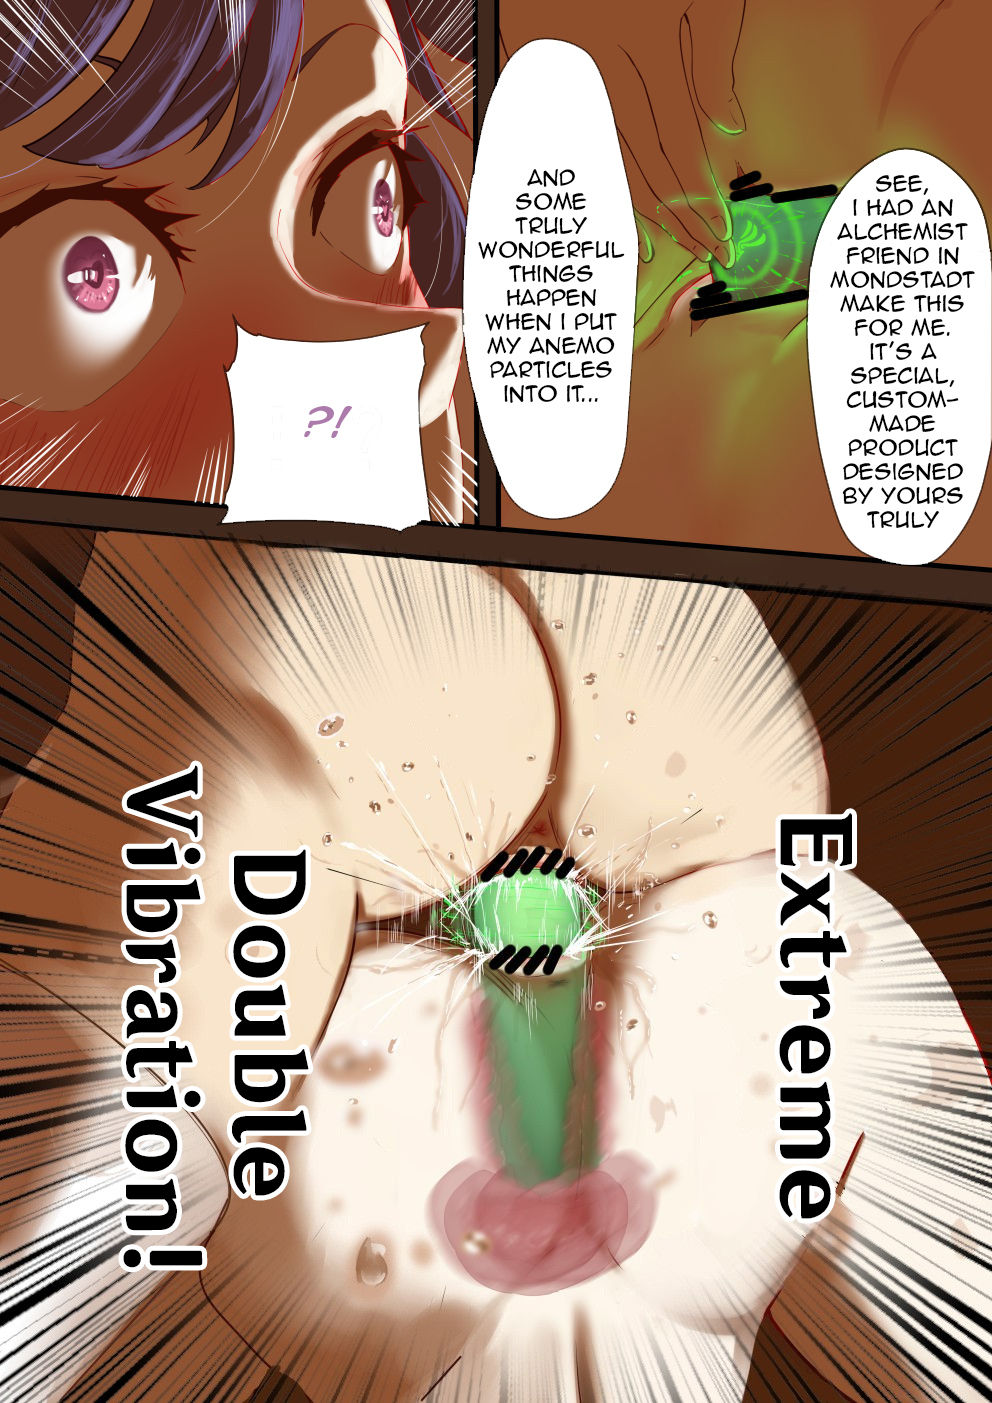 SEE,
I HAD AN
ALCHEMIST
FRIEND IN
MONDSTADT
MAKE THIS
FOR ME.
IT'S A
SPECIAL,
CUSTOM-
MADE
PRODUCT
DESIGNED
BY YOURS
TRULY
AND
SOME
TRULY
WONDERFUL
THINGS
HAPPEN
WHEN I PUT
MY ANEMO
PARTICLES
INTO IT...
?!
Extreme
Double
Vibration!